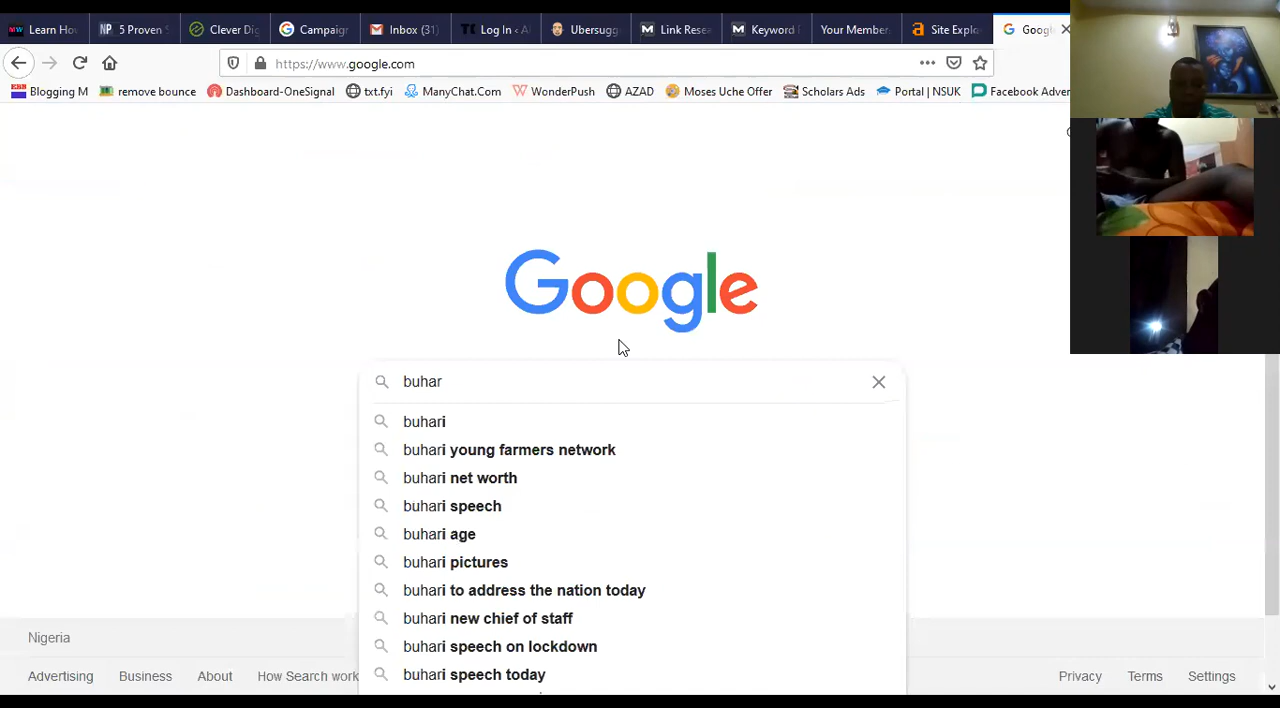 Learn Ho
NP 5 Proven
Clever Dig
Campaign
Inbox (31)
Log In ‹ A
Ubersugg
Link Rese
Keyword
Your Member
Site Explo
Google
https://www.google.com
Blogging M
remove bounce
Dashboard-OneSignal
txt.fyi
ManyChat.Com
WonderPush
AZAD
Moses Uche Offer
Scholars Ads
Portal | NSUK
Facebook Adver
Google
buhar
buhari
buhari young farmers network
buhari net worth
buhari speech
buhari age
buhari pictures
buhari to address the nation today
buhari new chief of staff
buhari speech on lockdown
buhari speech today
Nigeria
Advertising
Business
About
How Search work
Privacy
Terms
Settings